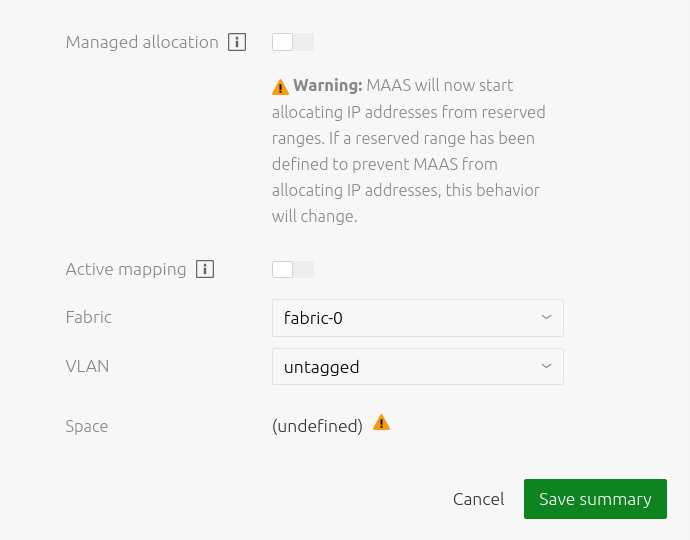 Managed allocation
Warning: MAAS will now start
allocating IP addresses from reserved
ranges. If a reserved range has been
defined to prevent MAAS from
allocating IP addresses, this behavior
will change.
Active mapping
Fabric
fabric-0
VLAN
untagged
Space
(undefined)
Cancel
Save summary